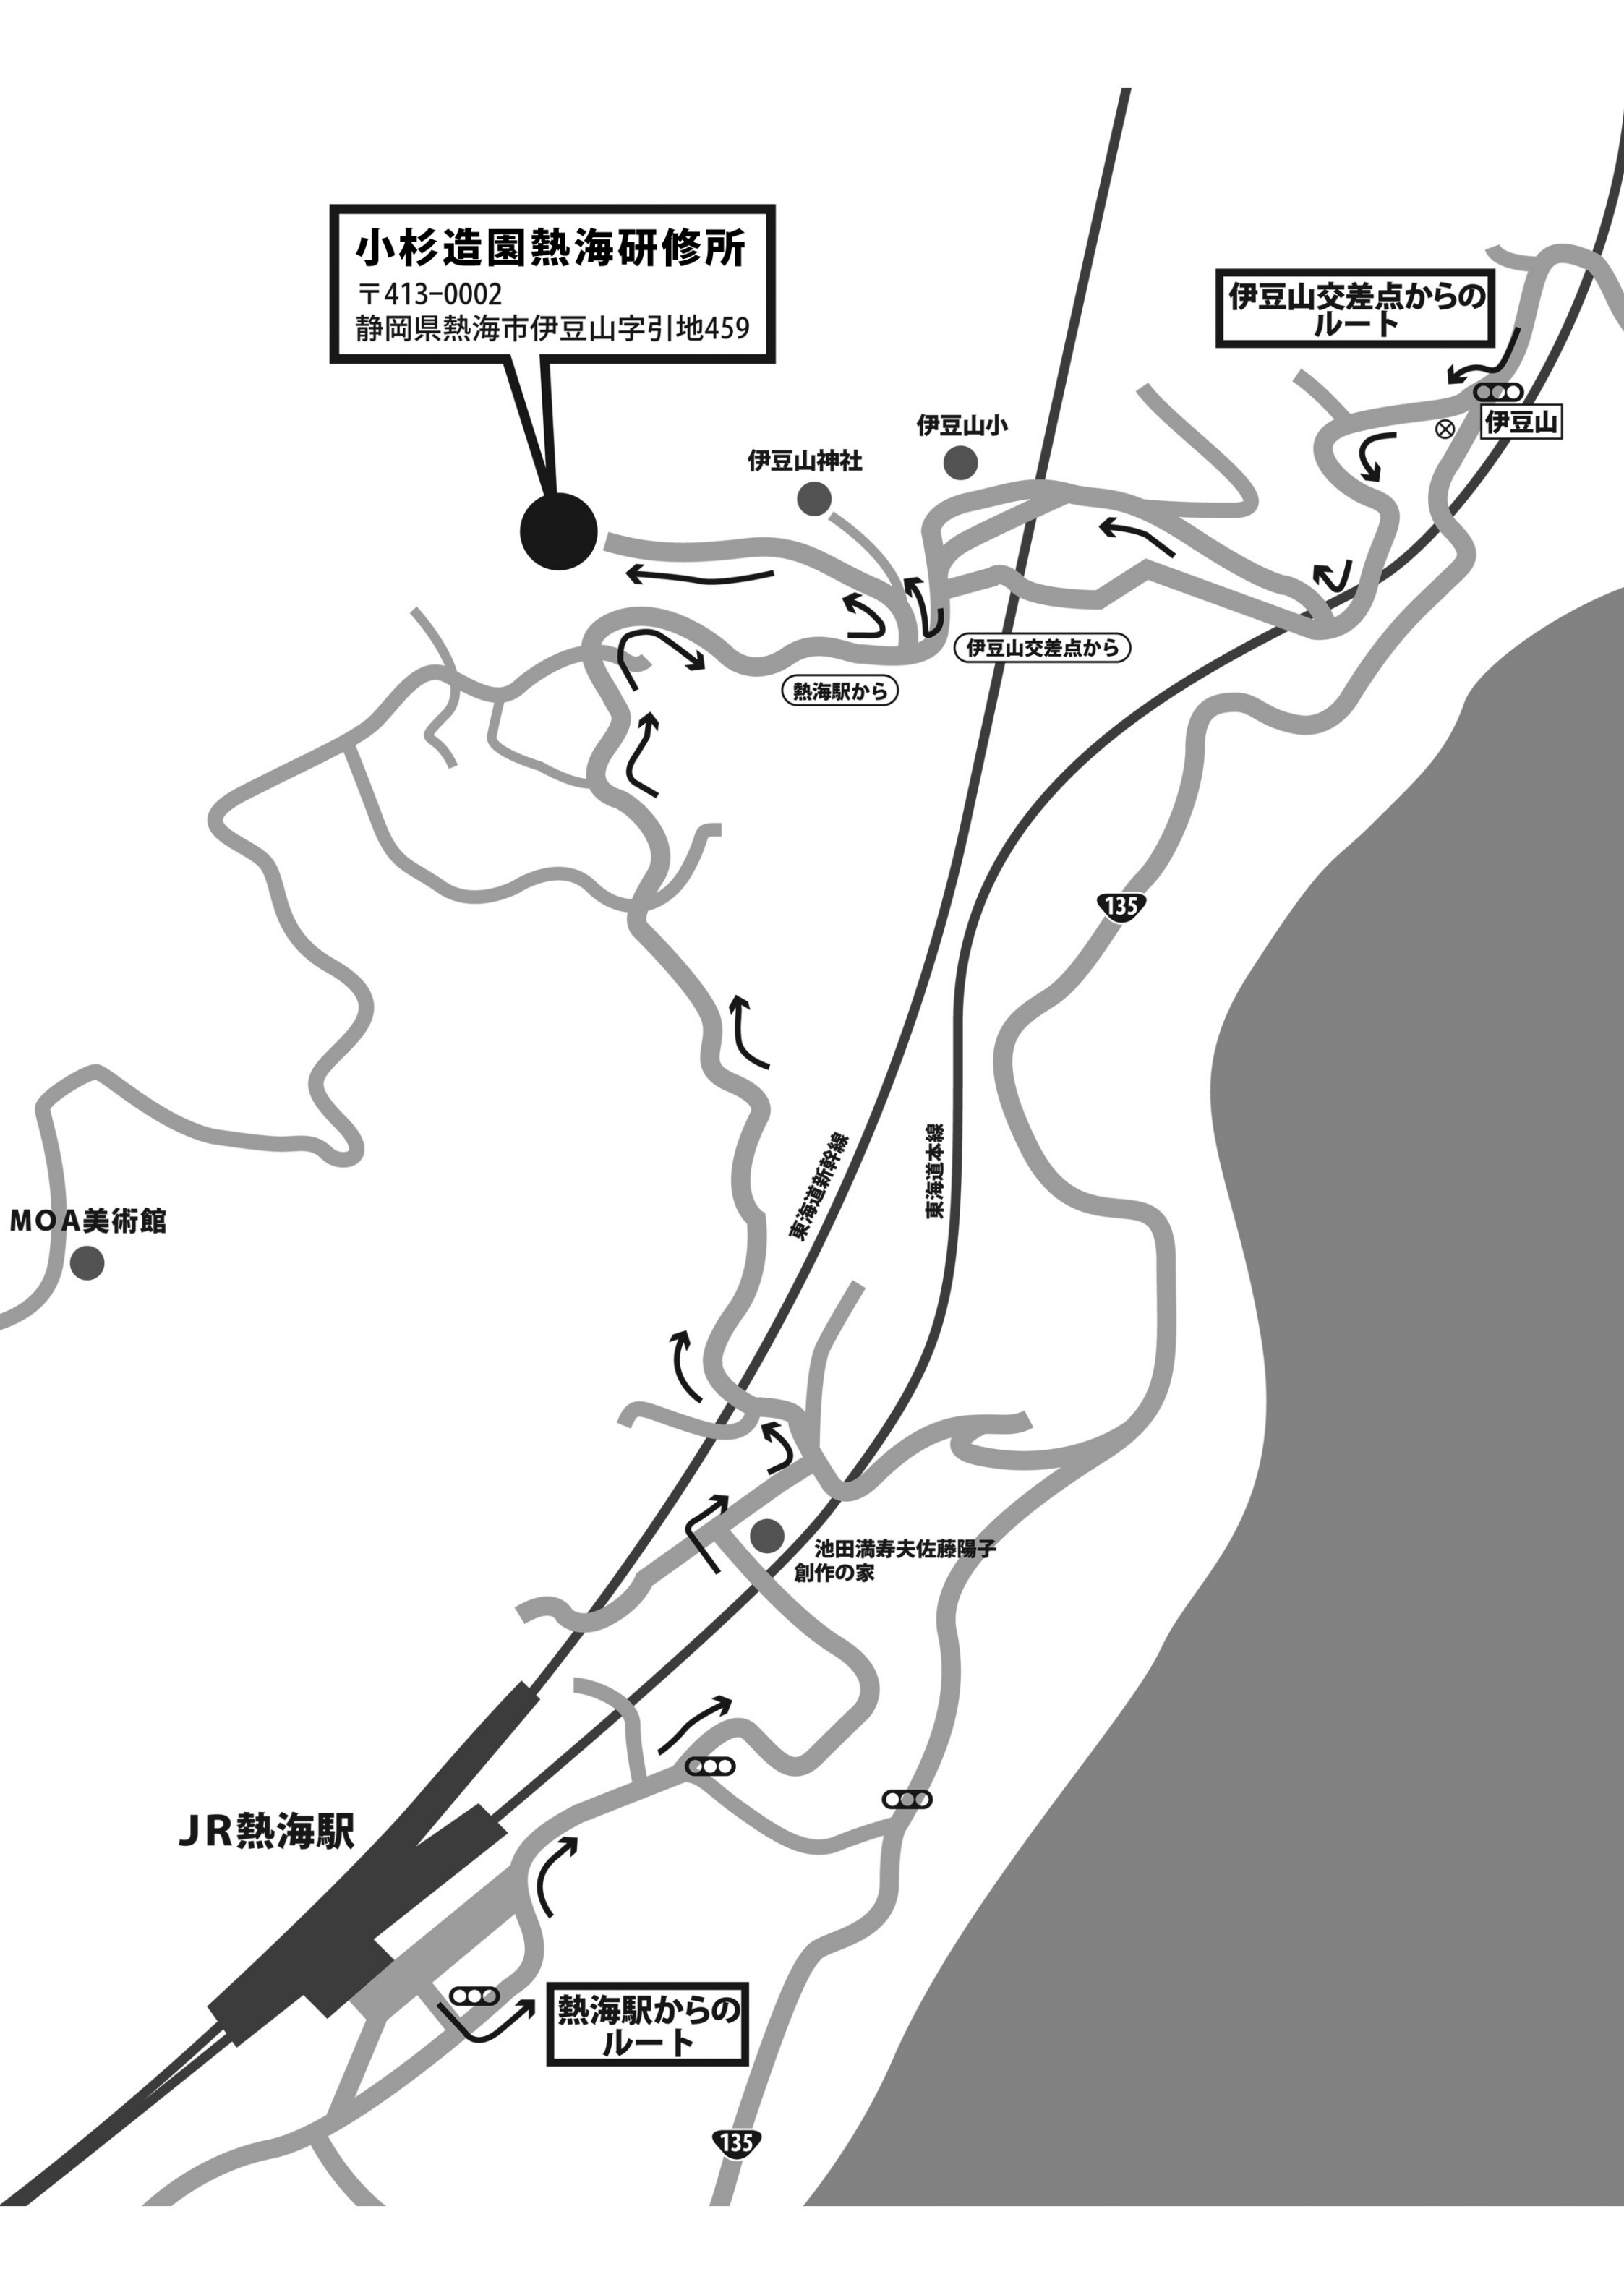 小杉造園熱海研修所
〒413-0002
静岡県熱海市伊豆山字引地459
伊豆山交差点からの
ルート
伊豆山
伊豆山小
伊豆山神社
伊豆山交差点から
熱海駅から
135
東海道新幹線
東海道本線
MOA美術館
池田満寿夫佐藤陽子
創作の家
JR熱海駅
熱海駅からの
ルート
135